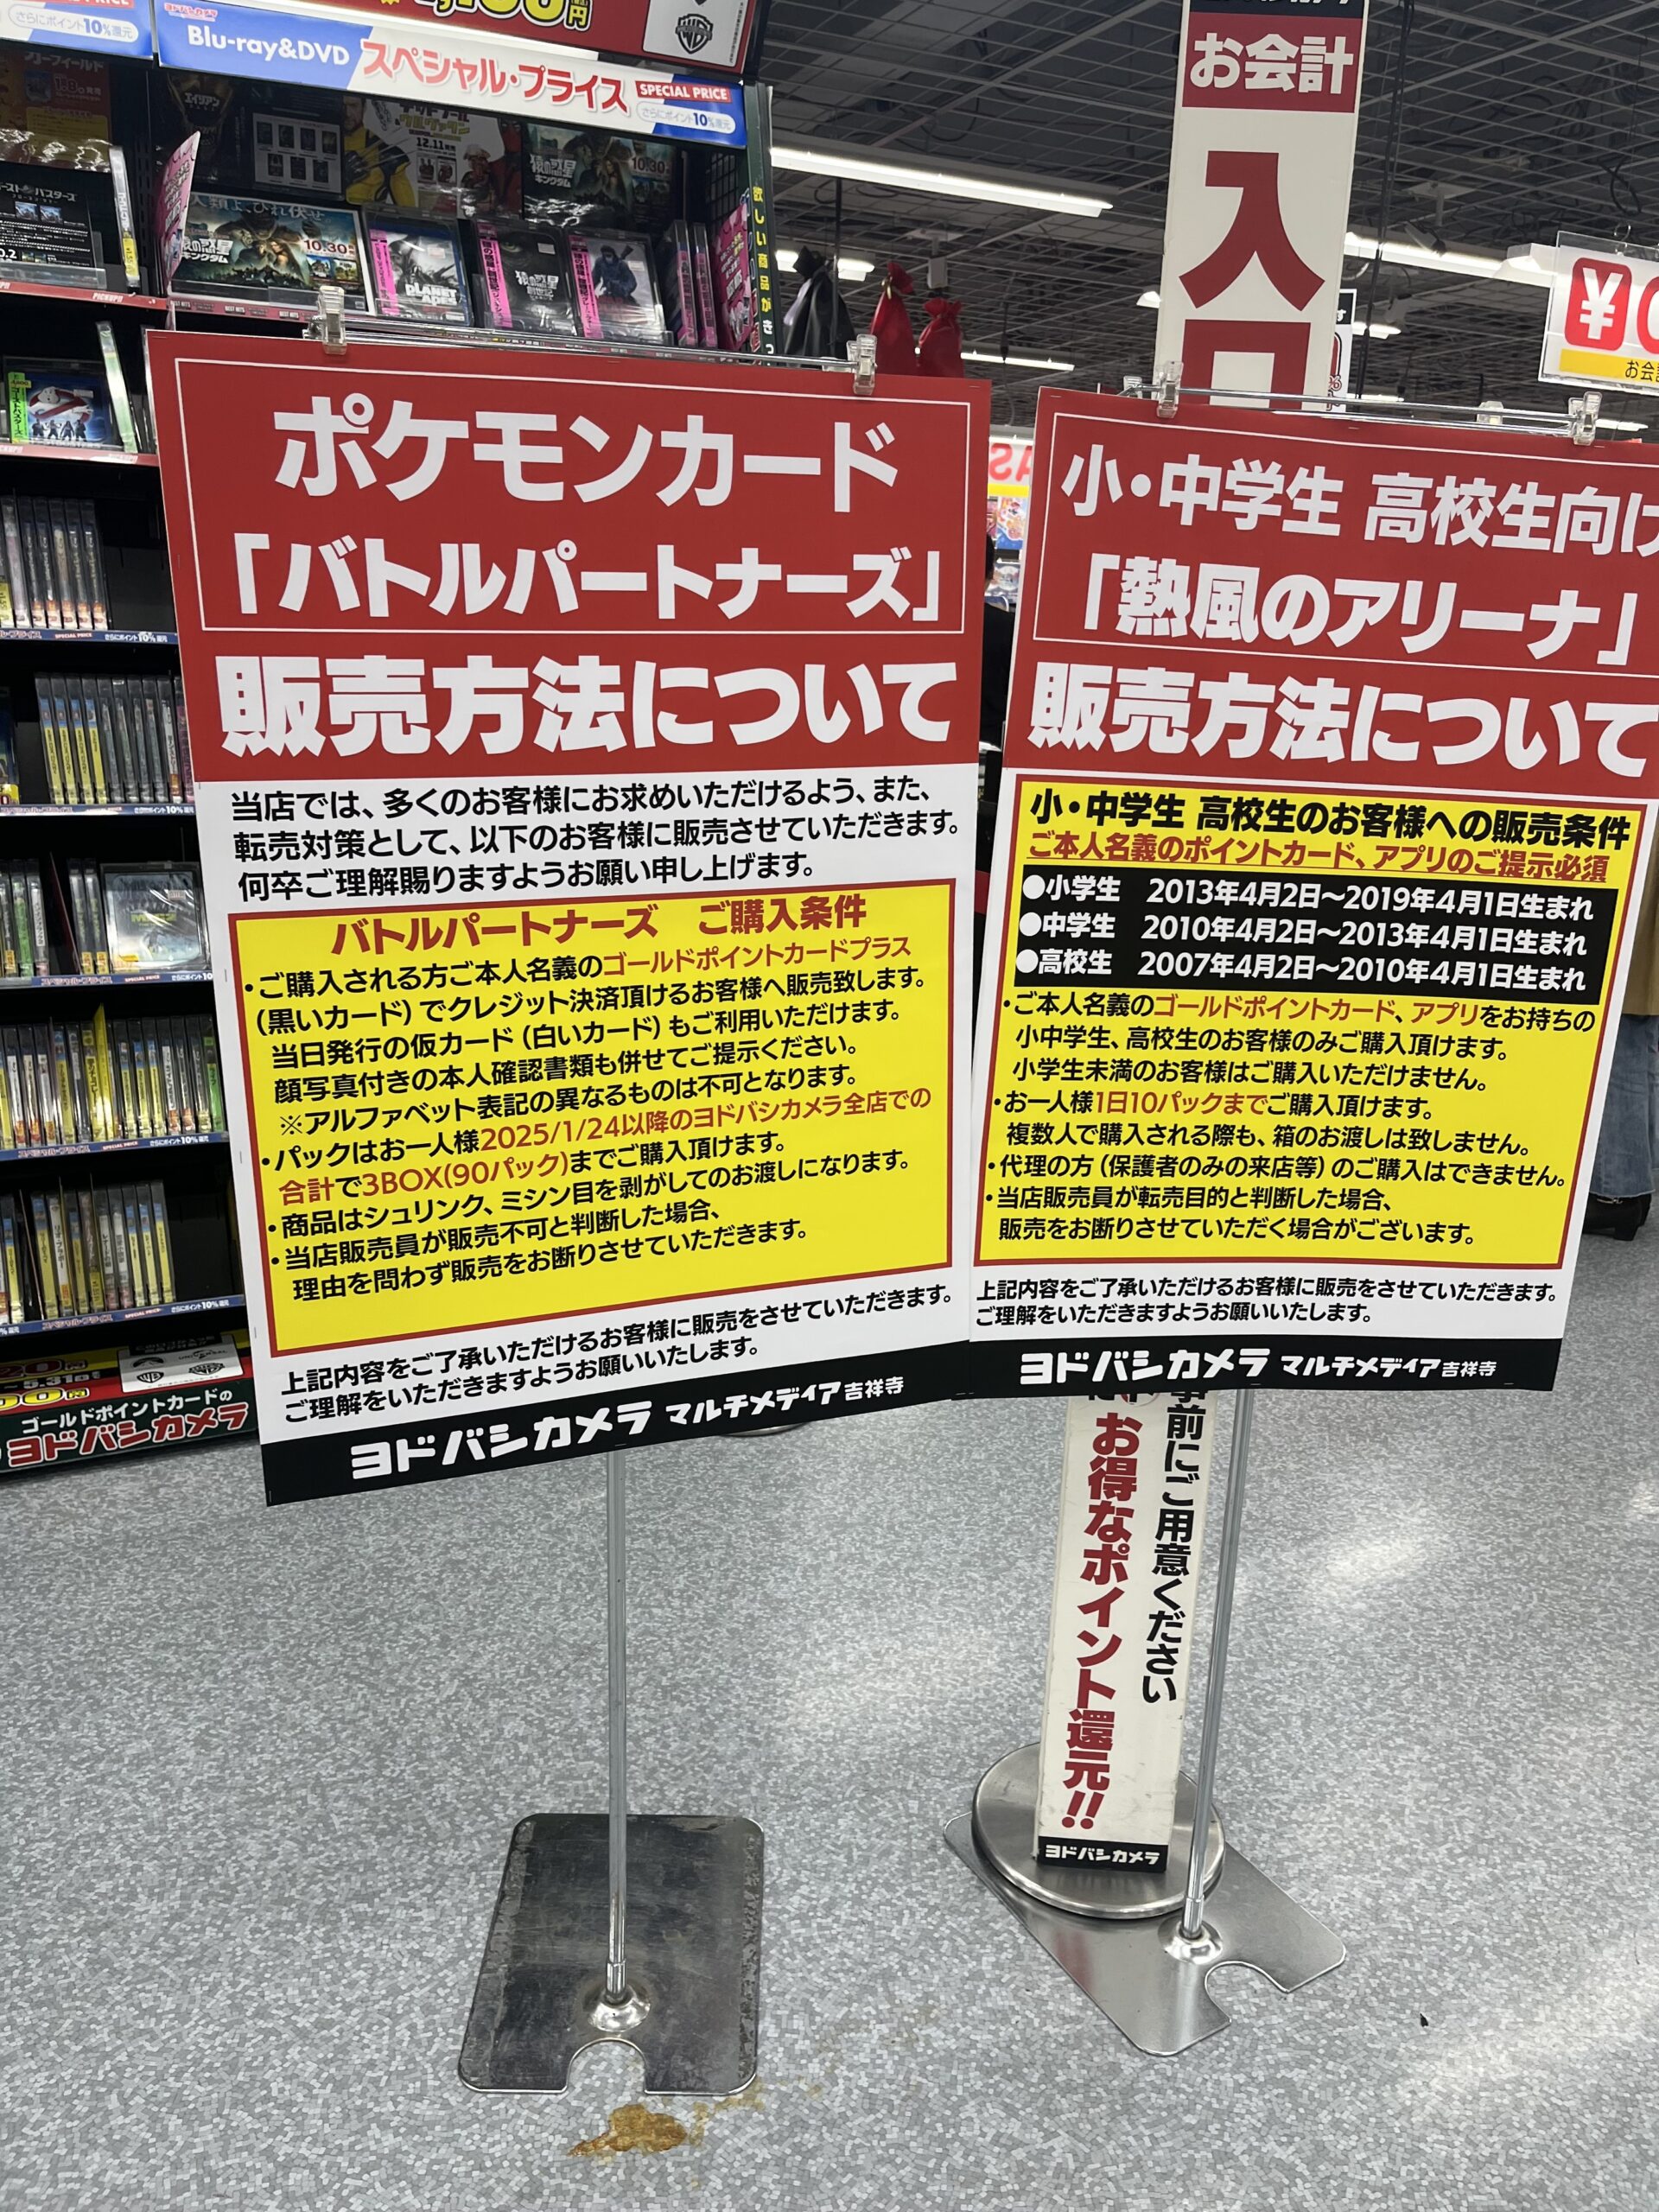 Blu-ray&DVD スペシャル・プライス
SPECIAL PRICE
さらにポイント10%還元
12.11
10.30
お会計
入口
ポケモンカード
「バトルパートナーズ」
販売方法について
当店では、多くのお客様にお求めいただけるよう、また、
転売対策として、以下のお客様に販売させていただきます。
何卒ご理解賜りますようお願い申し上げます。
バトルパートナーズ ご購入条件
・ご購入される方ご本人名義のゴールドポイントカードプラス
(黒いカード)でクレジット決済頂けるお客様へ販売致します。
当日発行の仮カード(白いカード)もご利用いただけます。
顔写真付きの本人確認書類も併せてご提示ください。
※アルファベット表記の異なるものは不可となります。
・パックはお一人様2025/1/24以降のヨドバシカメラ全店での
合計で3BOX(90パック)までご購入頂けます。
・商品はシュリンク、ミシン目を剥がしてのお渡しになります。
・当店販売員が販売不可と判断した場合、
理由を問わず販売をお断りさせていただきます。
上記内容をご了承いただけるお客様に販売をさせていただきます。
ご理解をいただきますようお願いいたします。
ヨドバシカメラ マルチメディア吉祥寺
小・中学生 高校生向け
「熱風のアリーナ」
販売方法について
小・中学生 高校生のお客様への販売条件
ご本人名義のポイントカード、アプリのご提示必須
●小学生 2013年4月2日〜2019年4月1日生まれ
●中学生 2010年4月2日〜2013年4月1日生まれ
●高校生 2007年4月2日〜2010年4月1日生まれ
・ご本人名義のゴールドポイントカード、アプリをお持ちの
小中学生、高校生のお客様のみご購入頂けます。
小学生未満のお客様はご購入いただけません。
・お一人様1日10パックまでご購入頂けます。
複数人で購入される際も、箱のお渡しは致しません。
・代理の方(保護者のみの来店等)のご購入はできません。
・当店販売員が転売目的と判断した場合、
販売をお断りさせていただく場合がございます。
上記内容をご了承いただけるお客様に販売をさせていただきます。
ご理解をいただきますようお願いいたします。
ヨドバシカメラ マルチメディア吉祥寺
事前にご用意ください
お得なポイント還元!!
ヨドバシカメラ
ゴールドポイントカードの
ヨドバシカメラ